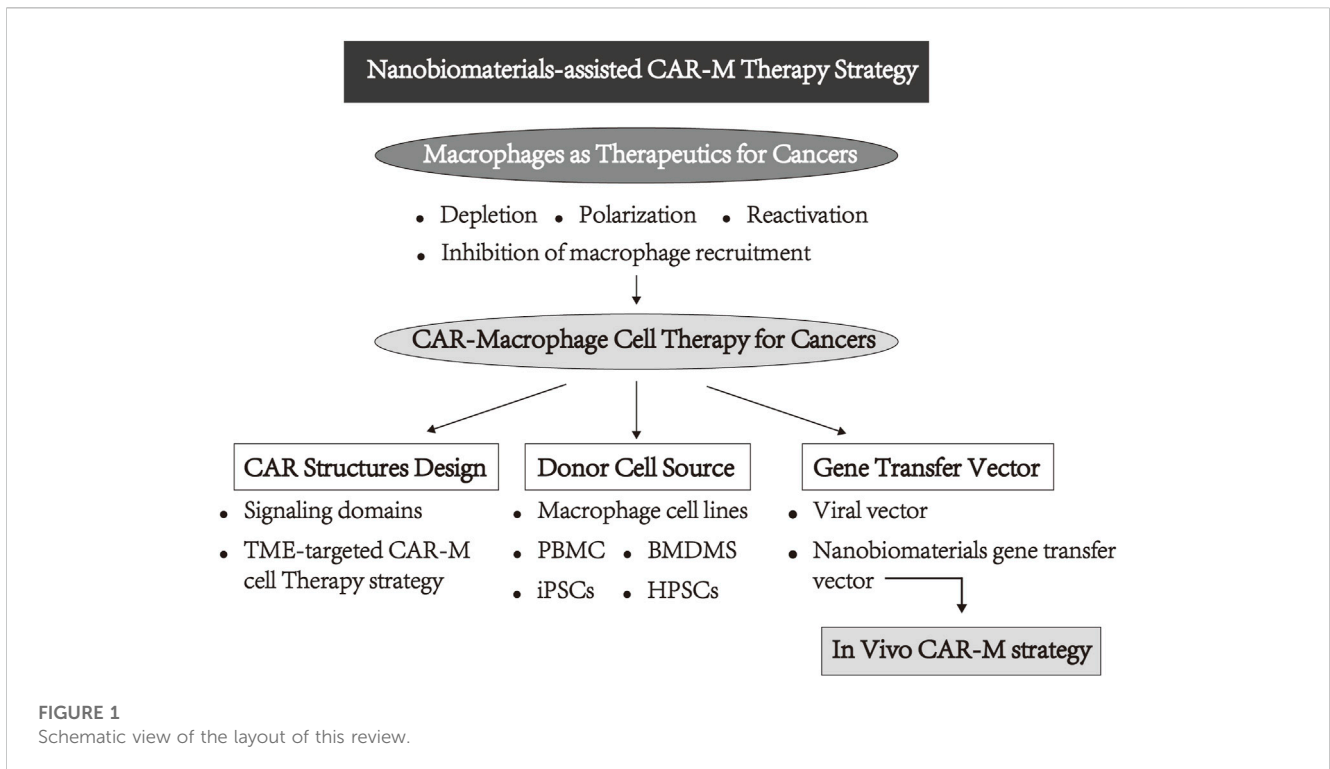 Nanobiomaterials-assisted CAR-M Therapy Strategy
Macrophages as Therapeutics for Cancers
• Depletion • Polarization • Reactivation
• Inhibition of macrophage recruitment
CAR-Macrophage Cell Therapy for Cancers
CAR Structures Design
• Signaling domains
• TME-targeted CAR-M
cell Therapy strategy
Donor Cell Source
• Macrophage cell lines
• PBMC • BMDMS
• iPSCs • HPSCs
Gene Transfer Vector
• Viral vector
• Nanobiomaterials gene transfer
vector
In Vivo CAR-M strategy
FIGURE 1
Schematic view of the layout of this review.